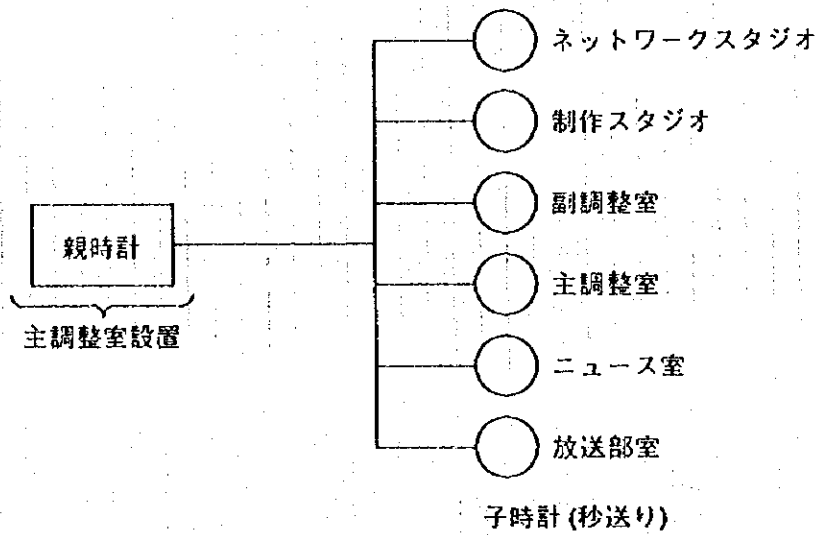 ネットワークスタジオ
制作スタジオ
副調整室
親時計
主調整室
主調整室設置
ニュース室
放送部室
子時計(秒送り)